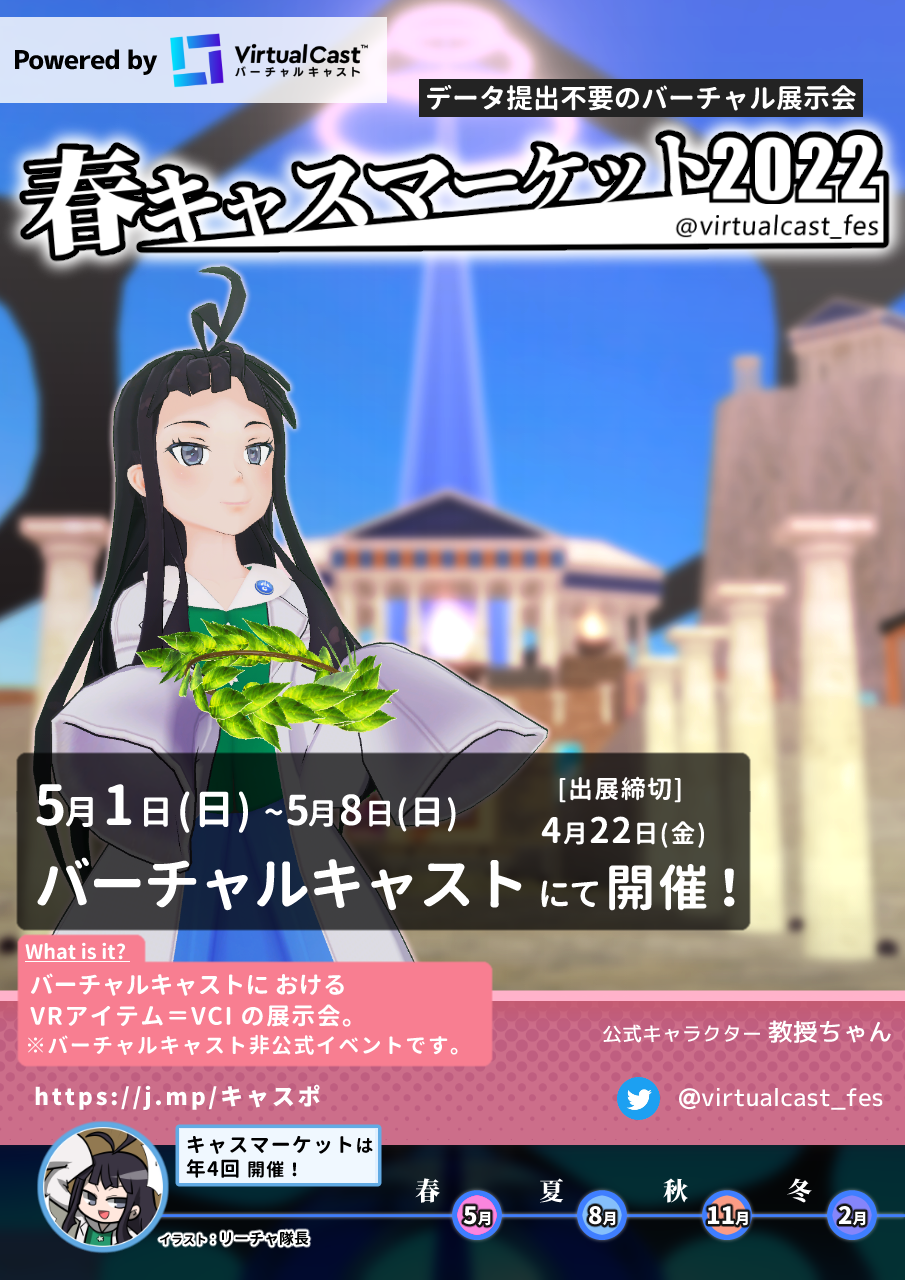 Powered by VirtualCast™
バーチャルキャスト
データ提出不要のバーチャル展示会
春キャスマーケット2022
@virtualcast_fes
5月1日(日) ~5月8日(日)
[出展締切]
4月22日(金)
バーチャルキャスト にて 開催！
What is it?
バーチャルキャストに おける
VRアイテム＝VCI の展示会。
※バーチャルキャスト非公式イベントです。
公式キャラクター 教授ちゃん
https://j.mp/キャスポ
@virtualcast_fes
キャスマーケットは
年4回 開催！
春 夏 秋 冬
5月 8月 11月 2月
イラスト：リーチャ隊長